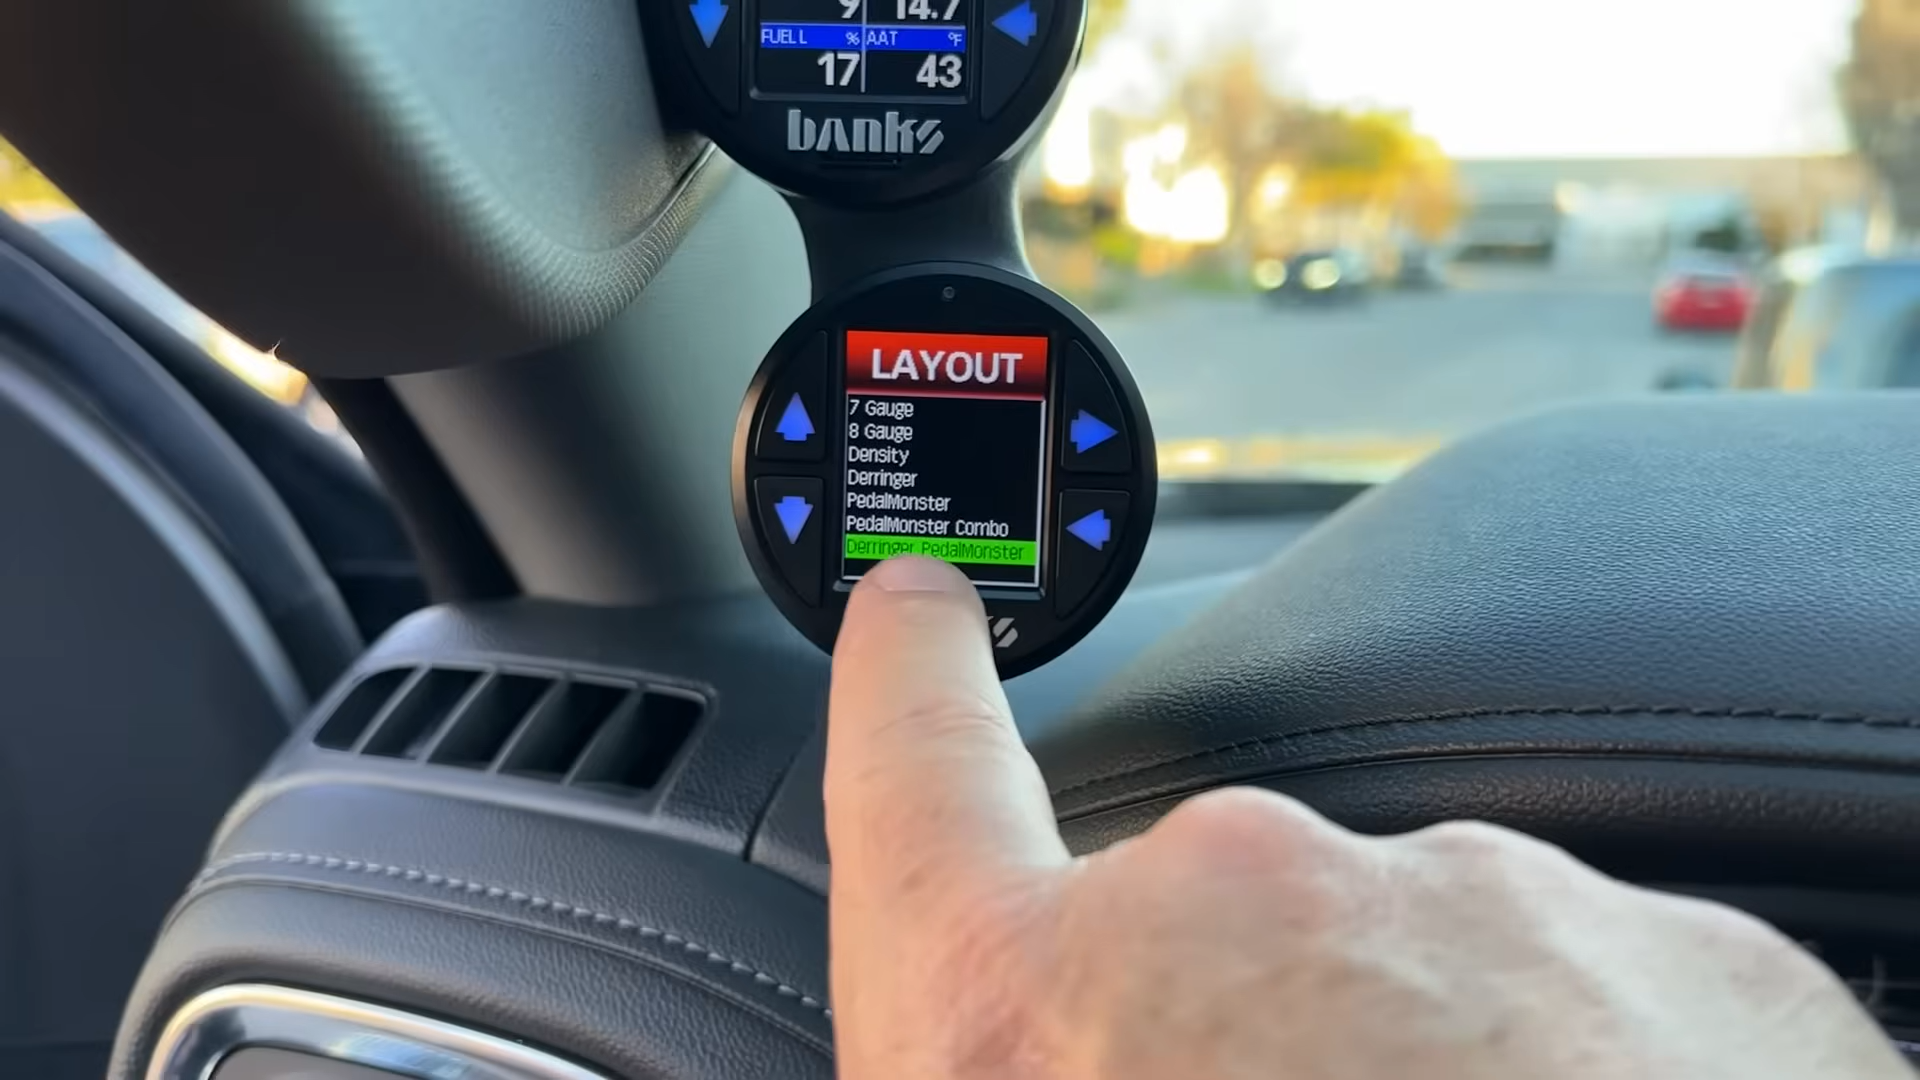 9 14.7
FUEL L % AAT °F
17 43
banks
LAYOUT
7 Gauge
8 Gauge
Density
Derringer
PedalMonster
PedalMonster Combo
Derringer PedalMonster